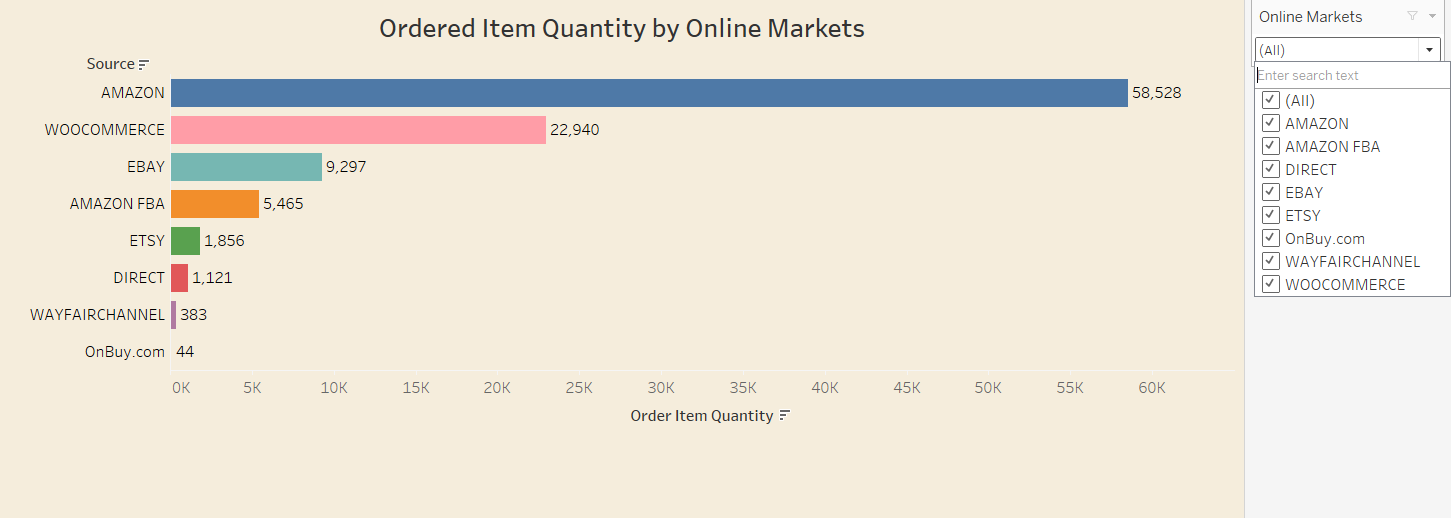 Ordered Item Quantity by Online Markets
Source
AMAZON 58,528
WOOCOMMERCE 22,940
EBAY 9,297
AMAZON FBA 5,465
ETSY 1,856
DIRECT 1,121
WAYFAIRCHANNEL 383
OnBuy.com 44
0K 5K 10K 15K 20K 25K 30K 35K 40K 45K 50K 55K 60K
Order Item Quantity
Online Markets
(All)
Enter search text
(All)
AMAZON
AMAZON FBA
DIRECT
EBAY
ETSY
OnBuy.com
WAYFAIRCHANNEL
WOOCOMMERCE